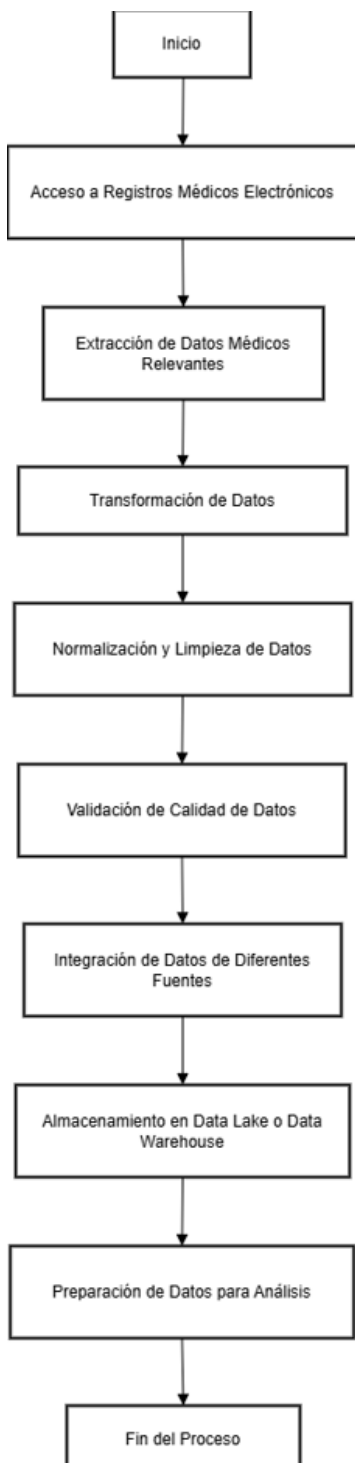 Inicio
Acceso a Registros Médicos Electrónicos
Extracción de Datos Médicos
Relevantes
Transformación de Datos
Normalización y Limpieza de Datos
Validación de Calidad de Datos
Integración de Datos de Diferentes
Fuentes
Almacenamiento en Data Lake o Data
Warehouse
Preparación de Datos para Análisis
Fin del Proceso